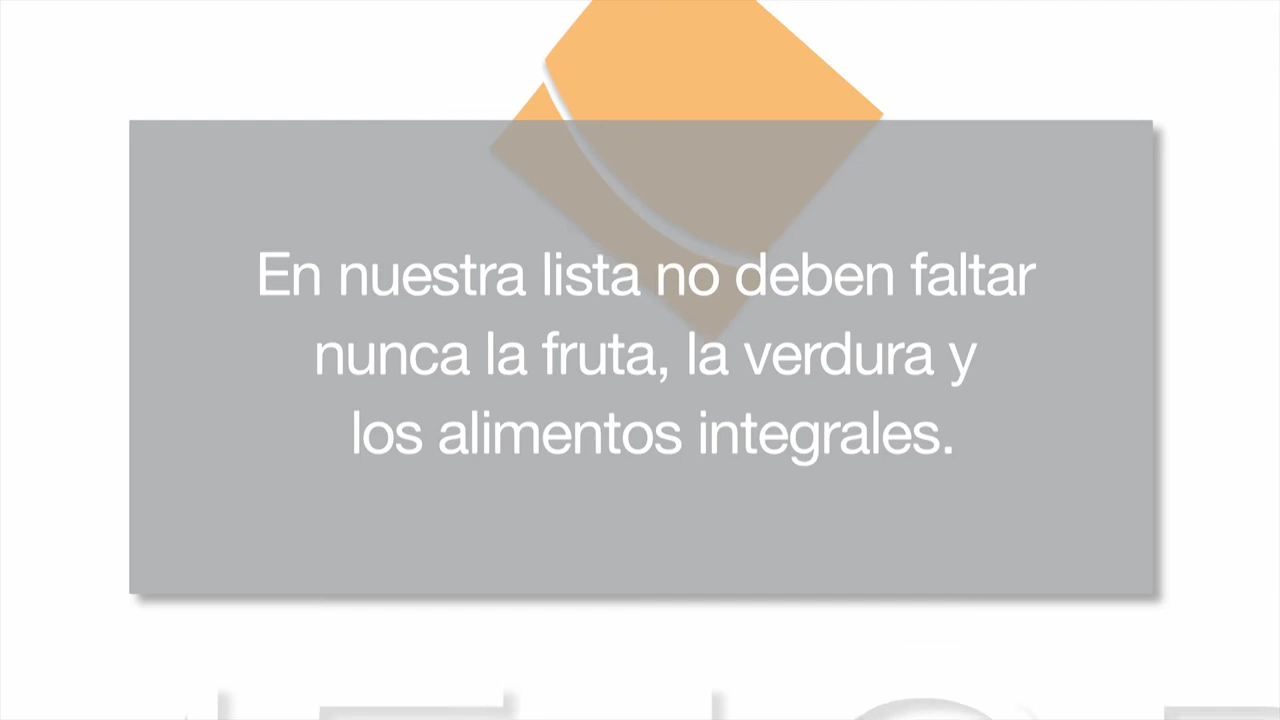 En nuestra lista no deben faltar
nunca la fruta, la verdura y
los alimentos integrales.